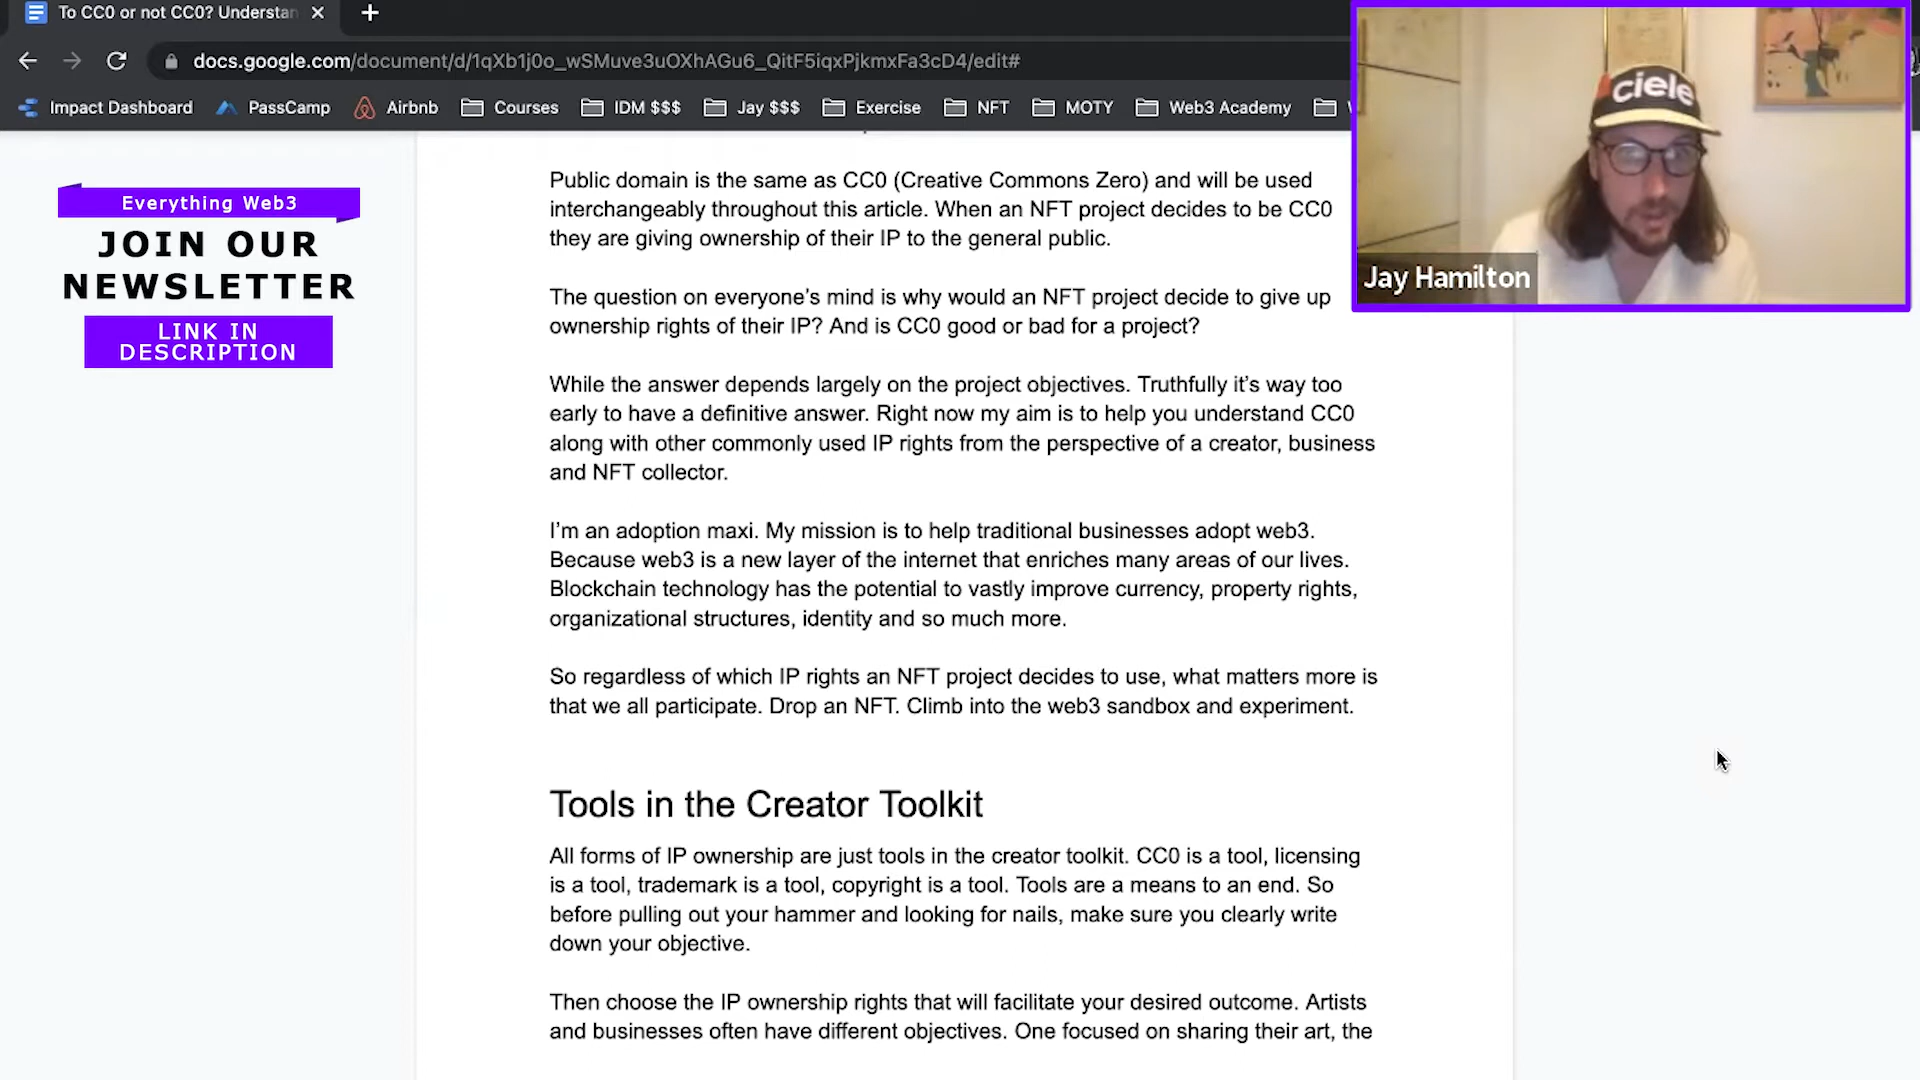 To CC0 or not CC0? Understan
docs.google.com/document/d/1qXb1j0o_wSMuve3uOXhAGu6_QitF5iqxPjkmxFa3cD4/edit#
Impact Dashboard PassCamp Airbnb Courses IDM $$$ Jay $$$ Exercise NFT MOTY Web3 Academy
ciele
Jay Hamilton
Everything Web3
JOIN OUR
NEWSLETTER
LINK IN
DESCRIPTION
Public domain is the same as CC0 (Creative Commons Zero) and will be used
interchangeably throughout this article. When an NFT project decides to be CC0
they are giving ownership of their IP to the general public.
The question on everyone’s mind is why would an NFT project decide to give up
ownership rights of their IP? And is CC0 good or bad for a project?
While the answer depends largely on the project objectives. Truthfully it’s way too
early to have a definitive answer. Right now my aim is to help you understand CC0
along with other commonly used IP rights from the perspective of a creator, business
and NFT collector.
I’m an adoption maxi. My mission is to help traditional businesses adopt web3.
Because web3 is a new layer of the internet that enriches many areas of our lives.
Blockchain technology has the potential to vastly improve currency, property rights,
organizational structures, identity and so much more.
So regardless of which IP rights an NFT project decides to use, what matters more is
that we all participate. Drop an NFT. Climb into the web3 sandbox and experiment.
Tools in the Creator Toolkit
All forms of IP ownership are just tools in the creator toolkit. CC0 is a tool, licensing
is a tool, trademark is a tool, copyright is a tool. Tools are a means to an end. So
before pulling out your hammer and looking for nails, make sure you clearly write
down your objective.
Then choose the IP ownership rights that will facilitate your desired outcome. Artists
and businesses often have different objectives. One focused on sharing their art, the